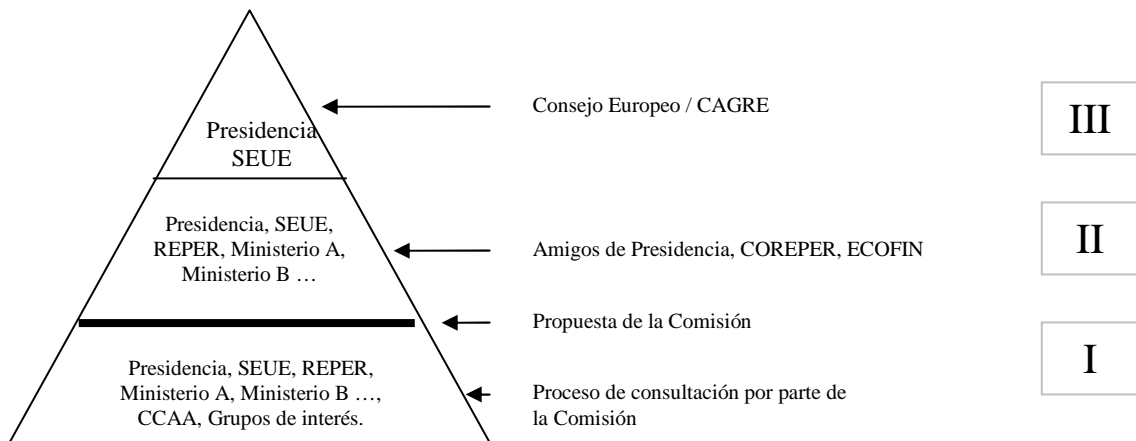 Consejo Europeo / CAGRE
III
Presidencia
SEUE
Presidencia, SEUE,
REPER, Ministerio A,
Ministerio B …
Amigos de Presidencia, COREPER, ECOFIN
II
Propuesta de la Comisión
I
Presidencia, SEUE, REPER,
Ministerio A, Ministerio B …,
CCAA, Grupos de interés.
Proceso de consultación por parte de
la Comisión